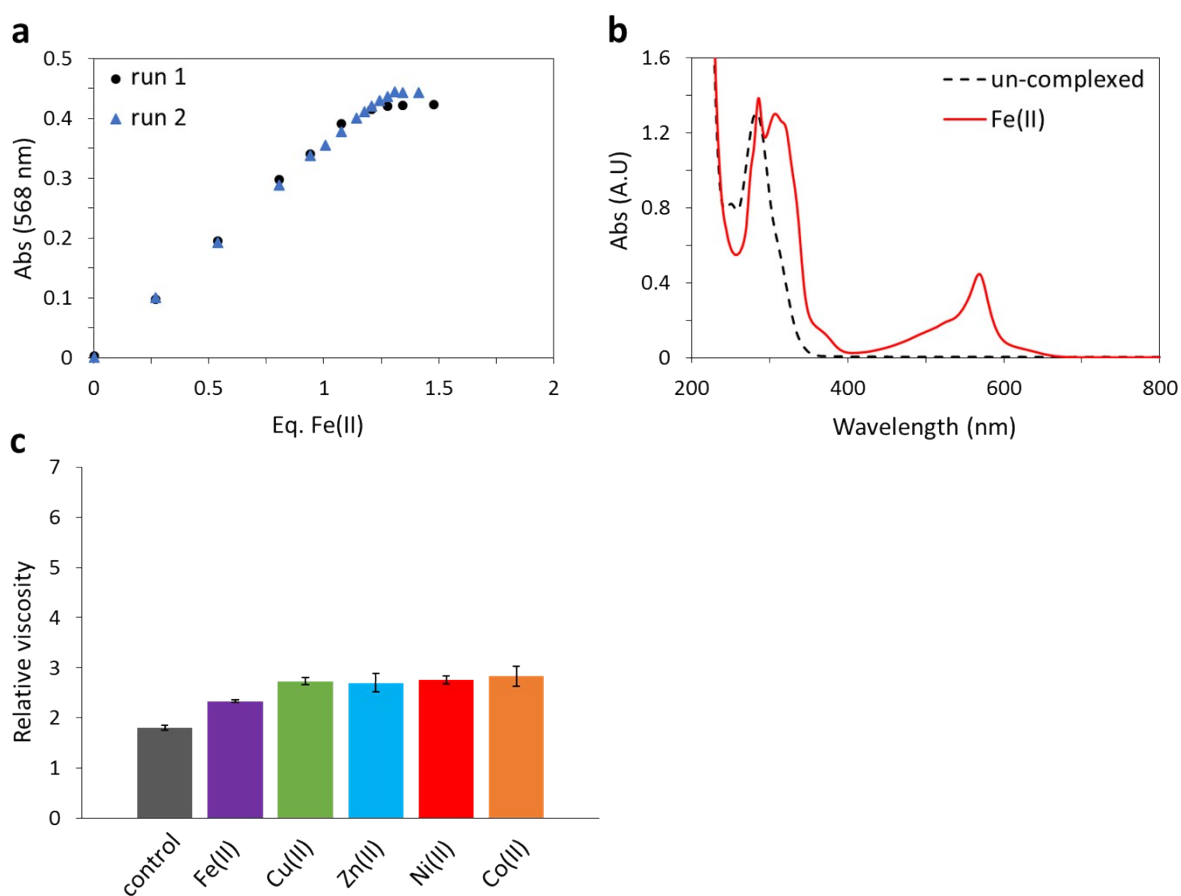 a
0.5
0.4
0.3
0.2
0.1
0
Abs (568 nm)
run 1
run 2
0
0.5
1
1.5
2
Eq. Fe(II)
b
1.6
1.2
0.8
0.4
0
Abs (A.U)
un-complexed
Fe(II)
200
400
600
800
Wavelength (nm)
c
7
6
5
4
3
2
1
0
Relative viscosity
control
Fe(II)
Cu(II)
Zn(II)
Ni(II)
Co(II)